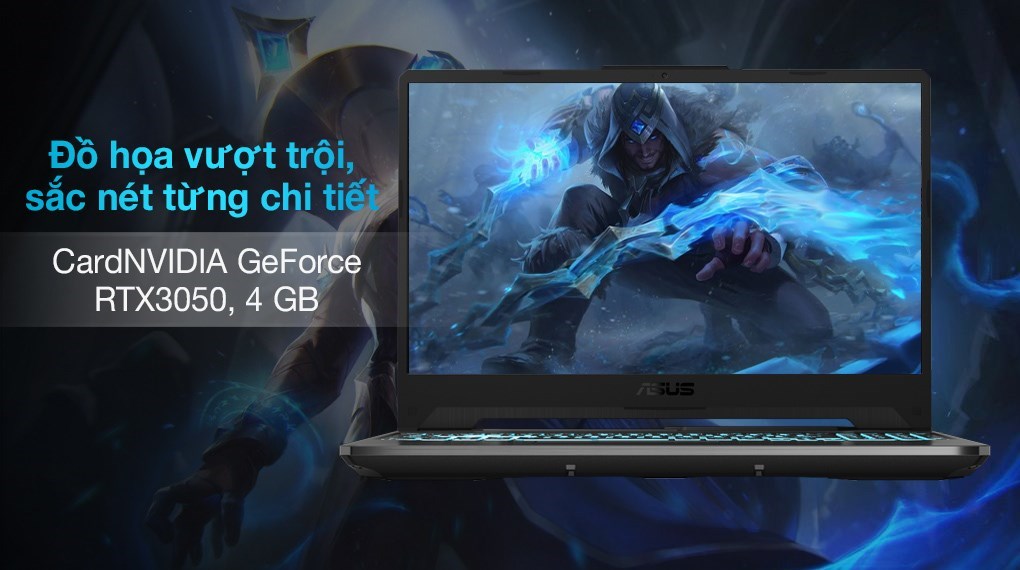 Đồ họa vượt trội,
sắc nét từng chi tiết
CardNVIDIA GeForce
RTX3050, 4 GB
ASUS